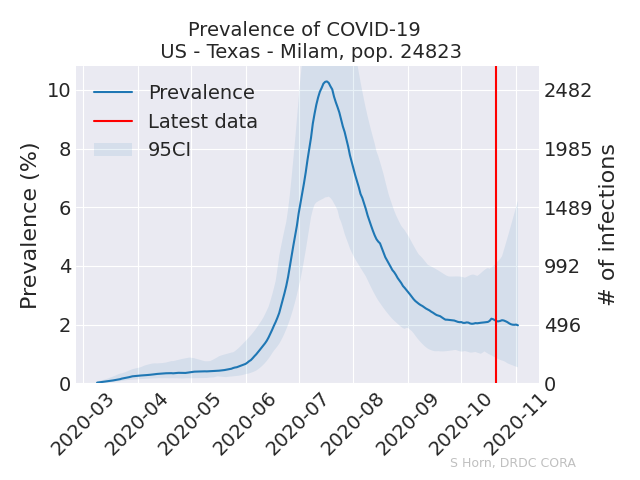 Prevalence of COVID-19
US - Texas - Milam, pop. 24823
Prevalence
Latest data
95CI
Prevalence (%)
10
8
6
4
2
0
2482
1985
1489
992
496
0
# of infections
2020-03
2020-04
2020-05
2020-06
2020-07
2020-08
2020-09
2020-10
2020-11
S Horn, DRDC CORA